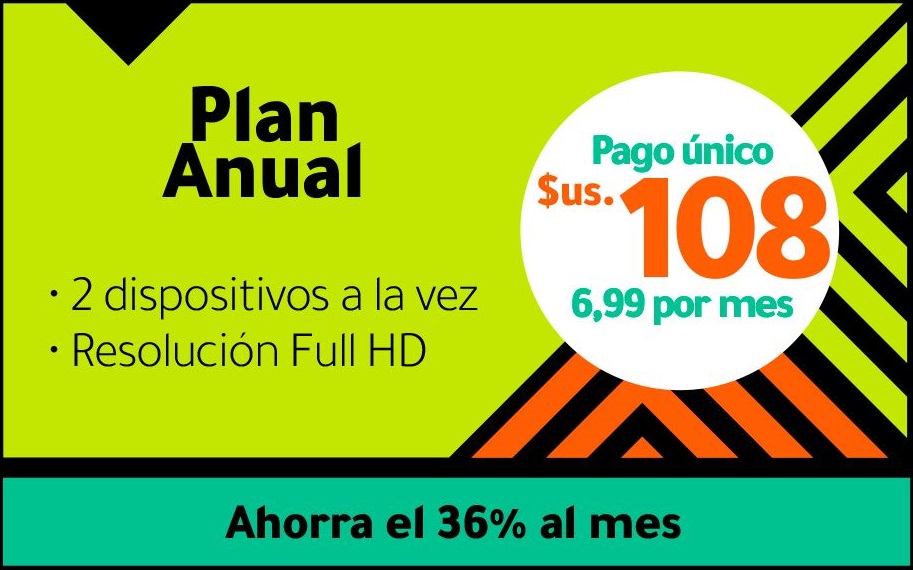 Plan
Anual
· 2 dispositivos a la vez
· Resolución Full HD
Pago único
$us. 108
6,99 por mes
Ahorra el 36% al mes